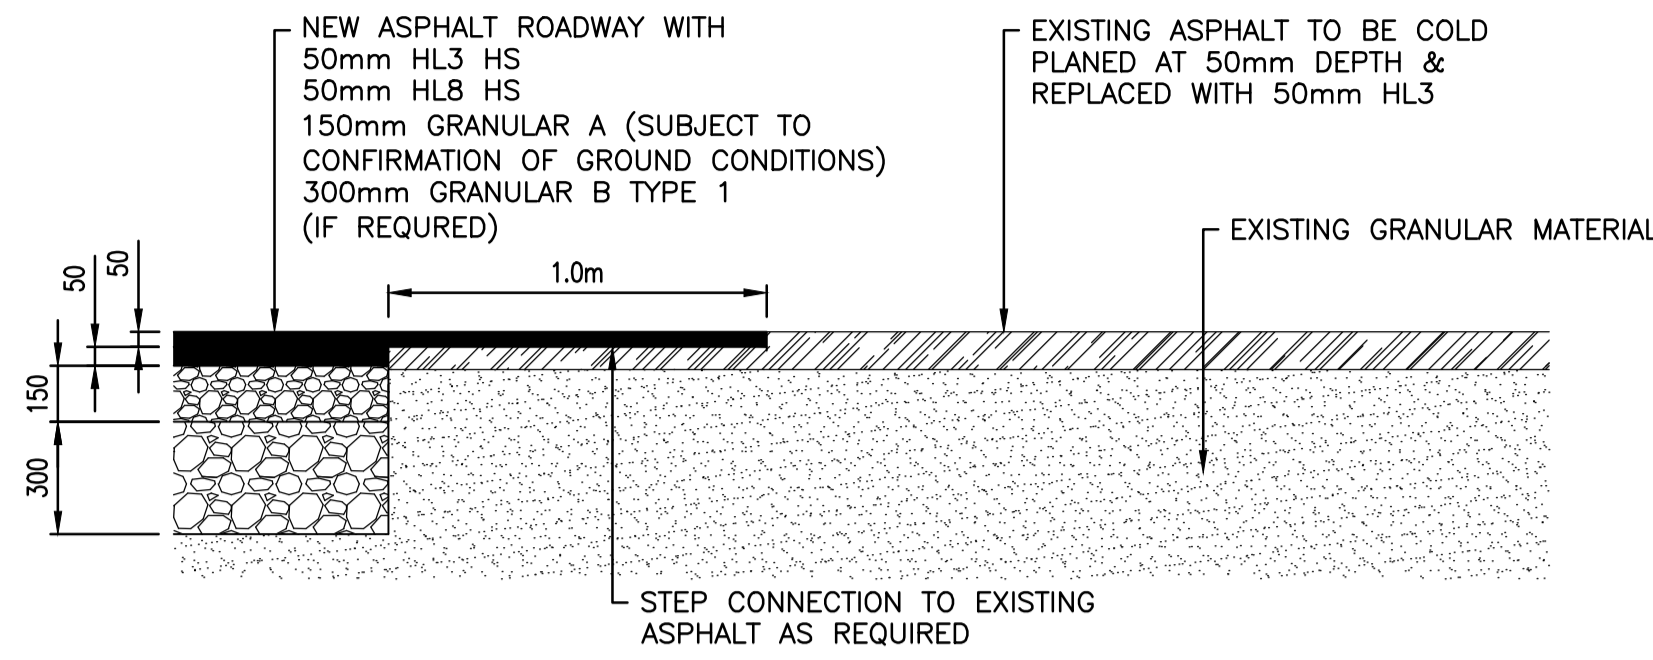 NEW ASPHALT ROADWAY WITH
50mm HL3 HS
50mm HL8 HS
150mm GRANULAR A (SUBJECT TO
CONFIRMATION OF GROUND CONDITIONS)
300mm GRANULAR B TYPE 1
(IF REQURED)
EXISTING ASPHALT TO BE COLD
PLANED AT 50mm DEPTH &
REPLACED WITH 50mm HL3
EXISTING GRANULAR MATERIAL
50
50
1.0m
150
300
STEP CONNECTION TO EXISTING
ASPHALT AS REQUIRED